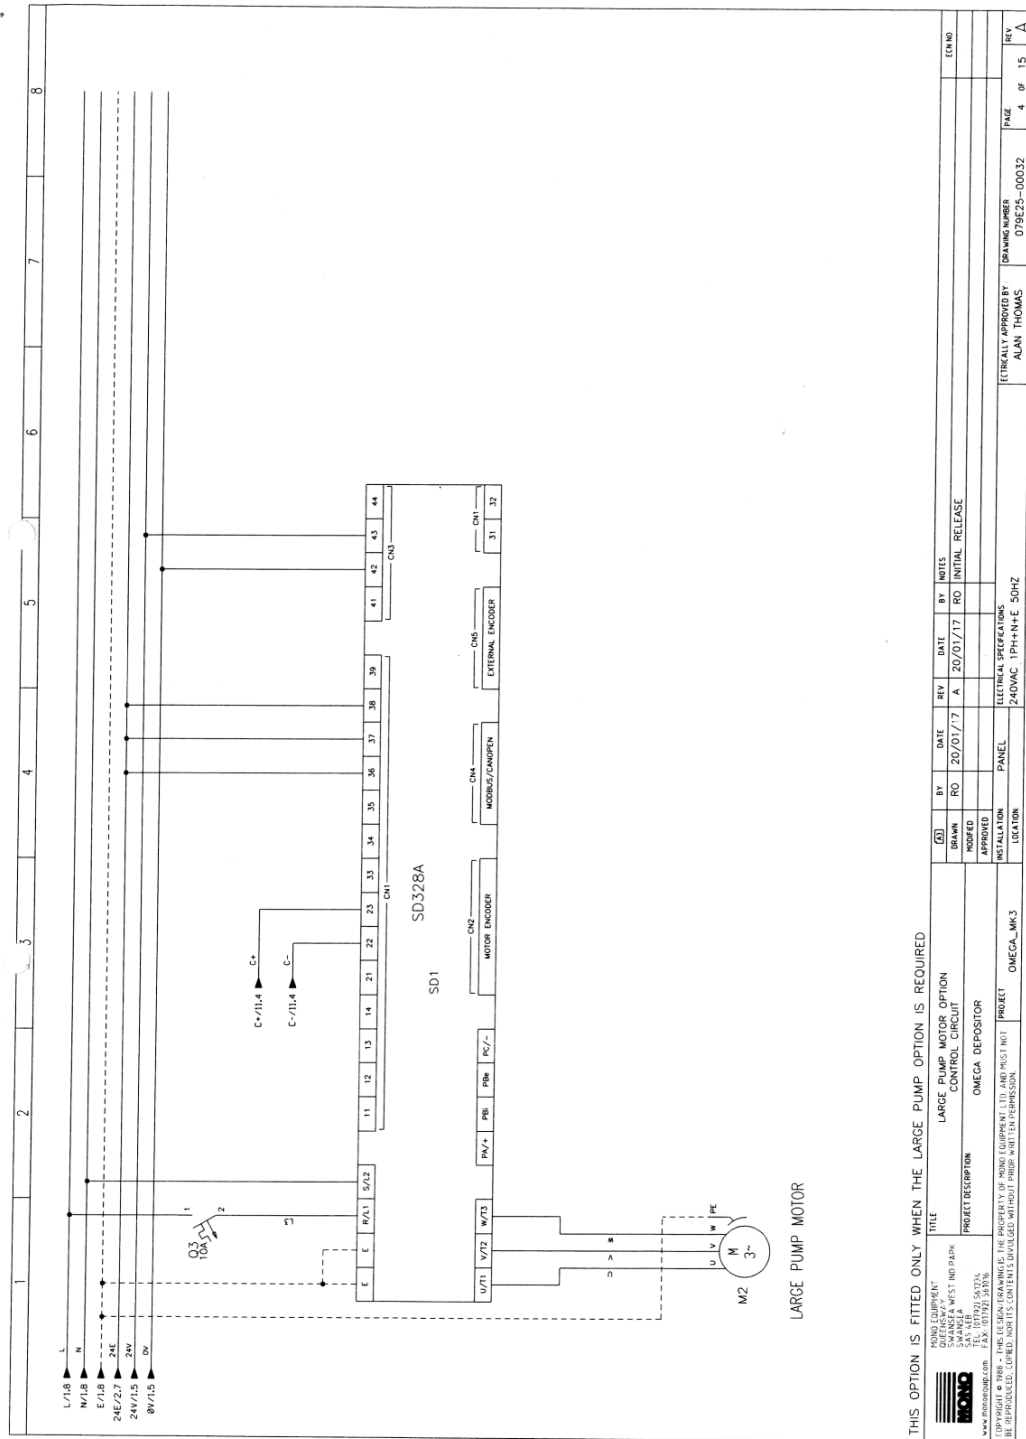 1 2 3 4 5 6 7 8
L/1.8 L
N/1.8 N
E/1.8
24E/2.7 24E
24V/1.5 24V
0V/1.5 0V
Q3
10A
1
2
L3
C+/11.4 C+
C-/11.4 C-
E E R/L1 S/L2 11 12 13 14 21 22 23 33 34 35 36 37 38 39 41 42 43 44
CN1
CN3
SD328A
SD1
CN2
CN4
CN5
CN1
U/T1 V/T2 W/T3 PA/+ PBi PBe PC/- MOTOR ENCODER MODBUS/CANOPEN EXTERNAL ENCODER 31 32
U V W
U V W PE
M
3~
M2
LARGE PUMP MOTOR
THIS OPTION IS FITTED ONLY WHEN THE LARGE PUMP OPTION IS REQUIRED
MONO
www.monoequip.com
MONO EQUIPMENT
QUEENSWAY
SWANSEA WEST IND PARK
SWANSEA
SA5 4EB
TEL: (01792) 561234
FAX: (01792) 561016
COPYRIGHT © 1988 - THIS DESIGN/DRAWING IS THE PROPERTY OF MONO EQUIPMENT LTD. AND MUST NOT
BE REPRODUCED, COPIED, NOR ITS CONTENTS DIVULGED WITHOUT PRIOR WRITTEN PERMISSION.
TITLE
LARGE PUMP MOTOR OPTION
CONTROL CIRCUIT
PROJECT DESCRIPTION
OMEGA DEPOSITOR
PROJECT
OMEGA_MK3
A3 BY DATE REV DATE BY NOTES ECN NO
DRAWN RO 20/01/17 A 20/01/17 RO INITIAL RELEASE
MODIFIED
APPROVED
INSTALLATION: PANEL
LOCATION:
ELECTRICAL SPECIFICATIONS
240VAC 1PH+N+E 50HZ
ECTRICALLY APPROVED BY
ALAN THOMAS
DRAWING NUMBER
079E25-00032
PAGE
4 OF 15
REV
A